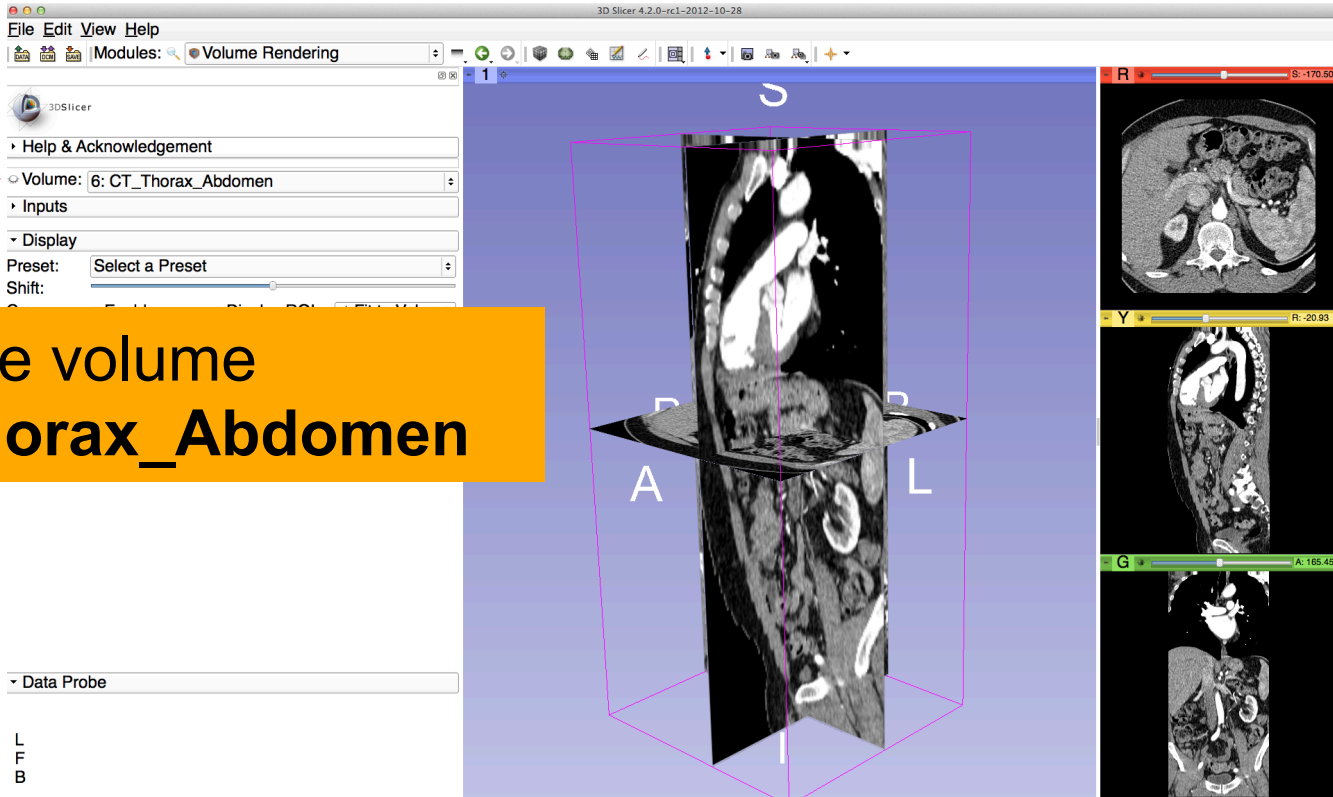 3D Slicer 4.2.0-rc1-2012-10-28
File Edit View Help
DATA DCM SAVE Modules: Volume Rendering
1
3DSlicer
Help & Acknowledgement
Volume: 6: CT_Thorax_Abdomen
Inputs
Display
Preset: Select a Preset
Shift:
e volume
orax_Abdomen
Data Probe
L
F
B
S
A
L
I
R S: -170.50
Y R: -20.93
G A: 165.45